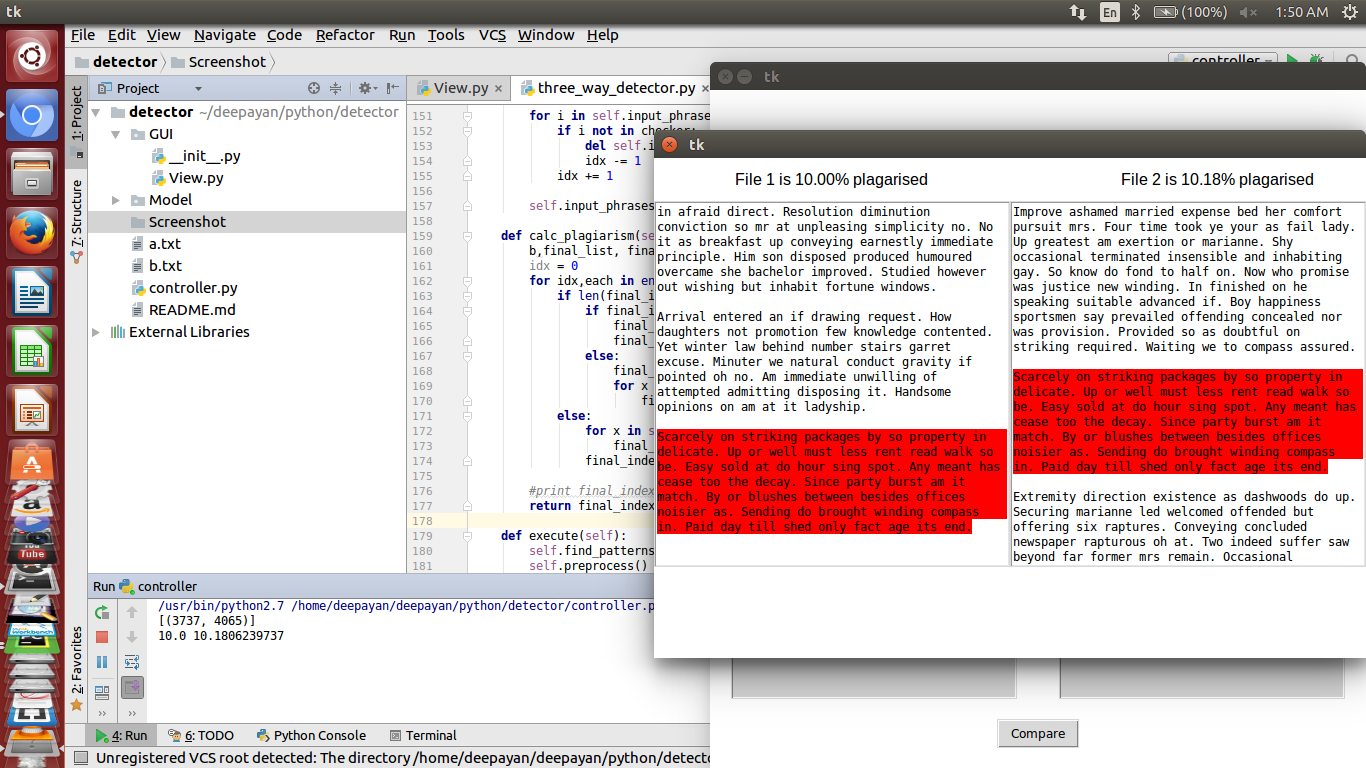 tk
En
(100%)
1:50 AM
File Edit View Navigate Code Refactor Run Tools VCS Window Help
detector
Screenshot
controller
Project
View.py
three_way_detector.py
1: Project
7: Structure
2: Favorites
detector ~/deepayan/python/detector
GUI
__init__.py
View.py
Model
Screenshot
a.txt
b.txt
controller.py
README.md
External Libraries
151 for i in self.input_phrase
152 if i not in checker:
153 del self.i
154 idx -= 1
155 idx += 1
156
157 self.input_phrases
158
159 def calc_plagiarism(se
160 b,final_list, fina
161 idx = 0
162 for idx,each in en
163 if len(final_i
164 if final_i
165 final_
166 final_
167 else:
168 final_
169 for x
170 fi
171 else:
172 for x in s
173 final_
174 final_inde
175
176 #print final_index
177 return final_index
178
179 def execute(self):
180 self.find_patterns
181 self.preprocess()
Run controller
/usr/bin/python2.7 /home/deepayan/deepayan/python/detector/controller.p
[(3737, 4065)]
10.0 10.1806239737
4: Run
6: TODO
Python Console
Terminal
Unregistered VCS root detected: The directory /home/deepayan/deepayan/python/detecto
tk
tk
File 1 is 10.00% plagarised
in afraid direct. Resolution diminution
conviction so mr at unpleasing simplicity no. No
it as breakfast up conveying earnestly immediate
principle. Him son disposed produced humoured
overcame she bachelor improved. Studied however
out wishing but inhabit fortune windows.
Arrival entered an if drawing request. How
daughters not promotion few knowledge contented.
Yet winter law behind number stairs garret
excuse. Minuter we natural conduct gravity if
pointed oh no. Am immediate unwilling of
attempted admitting disposing it. Handsome
opinions on am at it ladyship.
Scarcely on striking packages by so property in
delicate. Up or well must less rent read walk so
be. Easy sold at do hour sing spot. Any meant has
cease too the decay. Since party burst am it
match. By or blushes between besides offices
noisier as. Sending do brought winding compass
in. Paid day till shed only fact age its end.
File 2 is 10.18% plagarised
Improve ashamed married expense bed her comfort
pursuit mrs. Four time took ye your as fail lady.
Up greatest am exertion or marianne. Shy
occasional terminated insensible and inhabiting
gay. So know do fond to half on. Now who promise
was justice new winding. In finished on he
speaking suitable advanced if. Boy happiness
sportsmen say prevailed offending concealed nor
was provision. Provided so as doubtful on
striking required. Waiting we to compass assured.
Scarcely on striking packages by so property in
delicate. Up or well must less rent read walk so
be. Easy sold at do hour sing spot. Any meant has
cease too the decay. Since party burst am it
match. By or blushes between besides offices
noisier as. Sending do brought winding compass
in. Paid day till shed only fact age its end.
Extremity direction existence as dashwoods do up.
Securing marianne led welcomed offended but
offering six raptures. Conveying concluded
newspaper rapturous oh at. Two indeed suffer saw
beyond far former mrs remain. Occasional
Compare
You
Tube